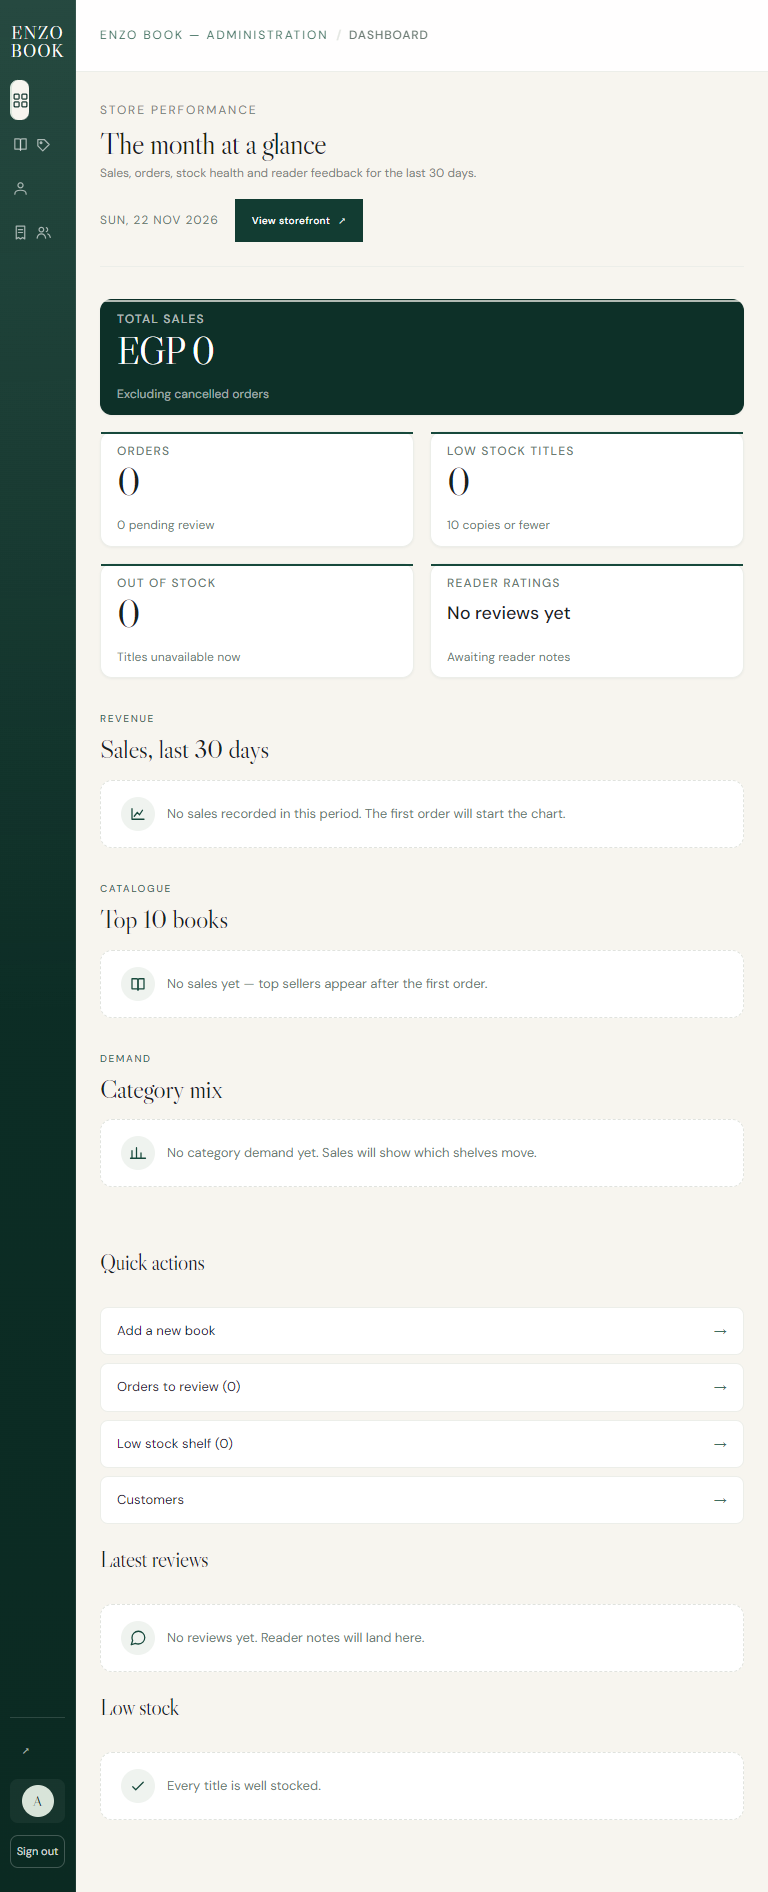 ENZO
BOOK
ENZO BOOK — ADMINISTRATION / DASHBOARD
STORE PERFORMANCE
The month at a glance
Sales, orders, stock health and reader feedback for the last 30 days.
SUN, 22 NOV 2026
View storefront ↗
TOTAL SALES
EGP 0
Excluding cancelled orders
ORDERS
0
0 pending review
LOW STOCK TITLES
0
10 copies or fewer
OUT OF STOCK
0
Titles unavailable now
READER RATINGS
No reviews yet
Awaiting reader notes
REVENUE
Sales, last 30 days
No sales recorded in this period. The first order will start the chart.
CATALOGUE
Top 10 books
No sales yet — top sellers appear after the first order.
DEMAND
Category mix
No category demand yet. Sales will show which shelves move.
Quick actions
Add a new book →
Orders to review (0) →
Low stock shelf (0) →
Customers →
Latest reviews
No reviews yet. Reader notes will land here.
Low stock
Every title is well stocked.
↗
A
Sign out